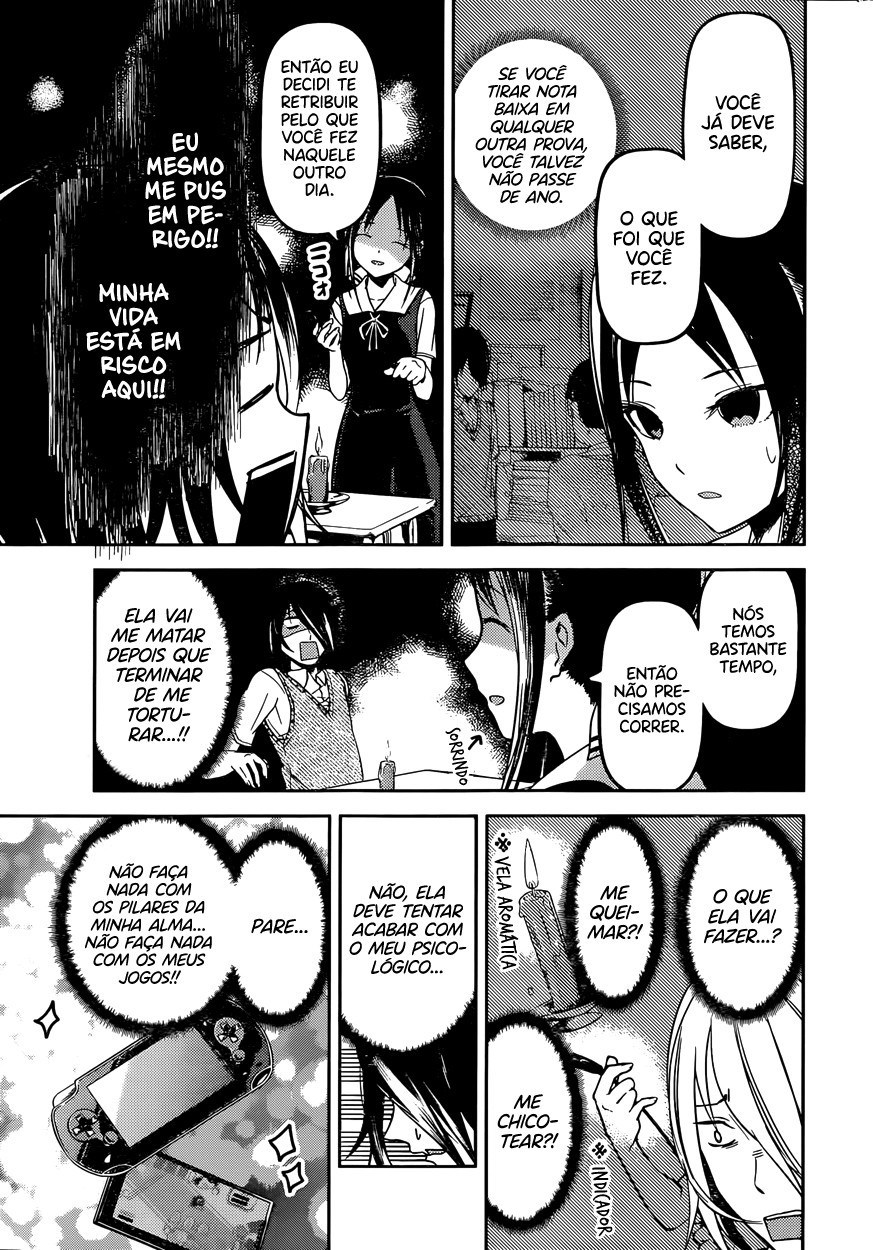 VOCÊ
JÁ DEVE
SABER,
O QUE
FOI QUE
VOCÊ
FEZ.
SE VOCÊ
TIRAR NOTA
BAIXA EM
QUALQUER
OUTRA PROVA,
VOCÊ TALVEZ
NÃO PASSE
DE ANO.
ENTÃO EU
DECIDI TE
RETRIBUIR
PELO QUE
VOCÊ FEZ
NAQUELE
OUTRO
DIA.
EU
MESMO
ME PUS
EM PE-
RIGO!!
MINHA
VIDA
ESTÁ EM
RISCO
AQUI!!
NÓS
TEMOS
BASTANTE
TEMPO,
ENTÃO
NÃO PRE-
CISAMOS
CORRER.
SORRINDO
ELA VAI
ME MATAR
DEPOIS QUE
TERMINAR
DE ME
TORTU-
RAR...!!
O QUE
ELA VAI
FAZER...?
ME
QUEI-
MAR?!
※ VELA AROMÁTICA
ME
CHICO-
TEAR?!
※ INDICADOR
NÃO, ELA
DEVE TENTAR
ACABAR COM
O MEU PSICO-
LÓGICO...
PARE...
NÃO FAÇA
NADA COM
OS PILARES DA
MINHA ALMA...
NÃO FAÇA NADA
COM OS MEUS
JOGOS!!